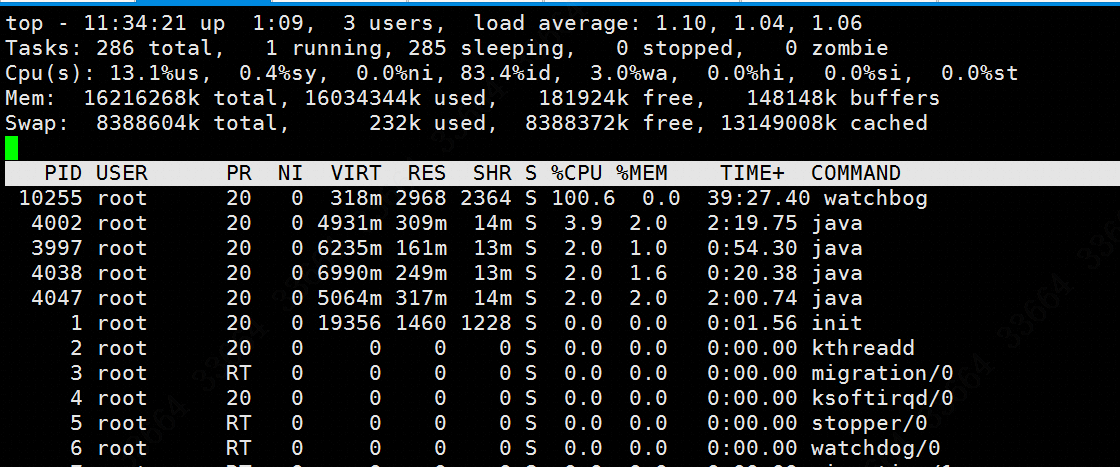 top - 11:34:21 up  1:09,  3 users,  load average: 1.10, 1.04, 1.06
Tasks: 286 total,   1 running, 285 sleeping,   0 stopped,   0 zombie
Cpu(s): 13.1%us,  0.4%sy,  0.0%ni, 83.4%id,  3.0%wa,  0.0%hi,  0.0%si,  0.0%st
Mem:  16216268k total, 16034344k used,   181924k free,   148148k buffers
Swap:  8388604k total,      232k used,  8388372k free, 13149008k cached
PID USER      PR  NI  VIRT  RES  SHR S %CPU %MEM    TIME+  COMMAND
10255 root      20   0  318m 2968 2364 S 100.6  0.0  39:27.40 watchbog
4002 root      20   0 4931m 309m  14m S  3.9  2.0   2:19.75 java
3997 root      20   0 6235m 161m  13m S  2.0  1.0   0:54.30 java
4038 root      20   0 6990m 249m  13m S  2.0  1.6   0:20.38 java
4047 root      20   0 5064m 317m  14m S  2.0  2.0   2:00.74 java
1 root      20   0 19356 1460 1228 S  0.0  0.0   0:01.56 init
2 root      20   0     0    0    0 S  0.0  0.0   0:00.00 kthreadd
3 root      RT   0     0    0    0 S  0.0  0.0   0:00.00 migration/0
4 root      20   0     0    0    0 S  0.0  0.0   0:00.00 ksoftirqd/0
5 root      RT   0     0    0    0 S  0.0  0.0   0:00.00 stopper/0
6 root      RT   0     0    0    0 S  0.0  0.0   0:00.00 watchdog/0